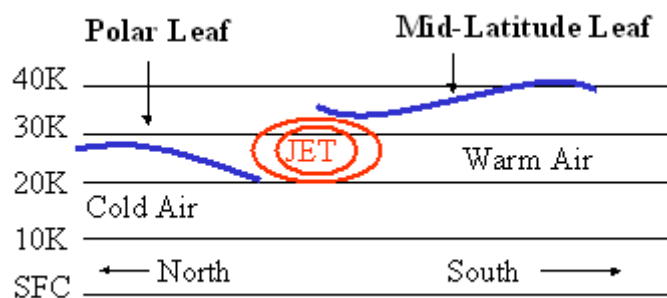 Polar Leaf
Mid-Latitude Leaf
40K
30K
JET
Warm Air
20K
Cold Air
10K
North
South
SFC